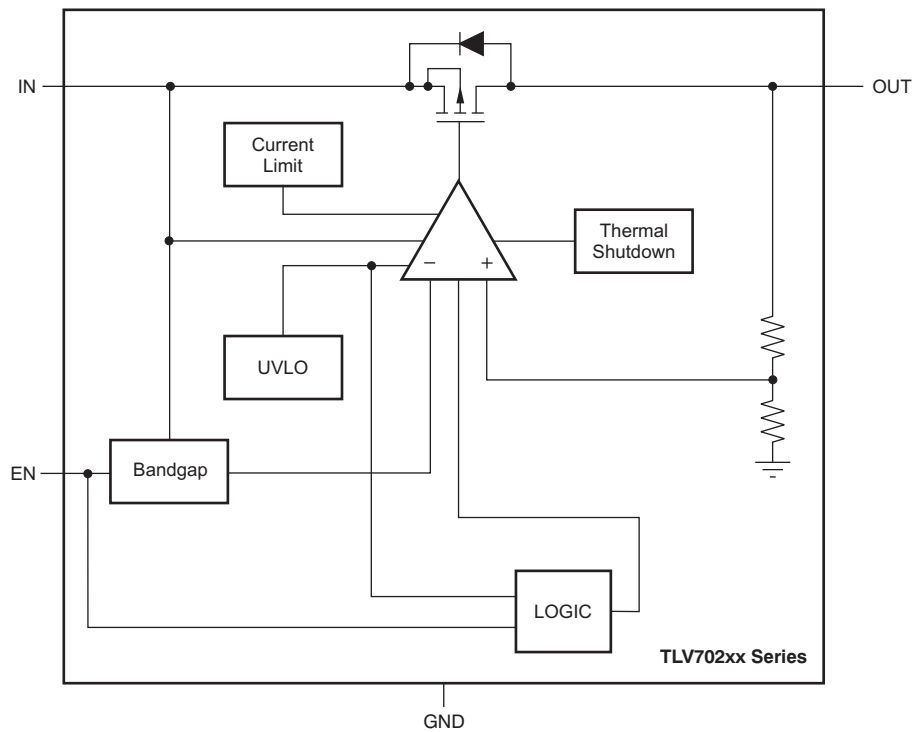 IN
OUT
Current
Limit
Thermal
Shutdown
− +
UVLO
EN
Bandgap
LOGIC
TLV702xx Series
GND